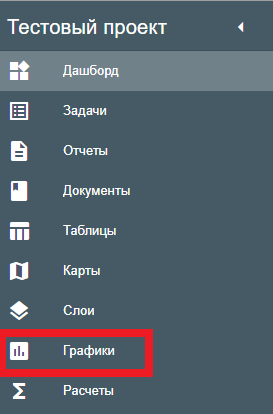 Тестовый проект
Дашборд
Задачи
Отчеты
Документы
Таблицы
Карты
Слои
Графики
Расчеты